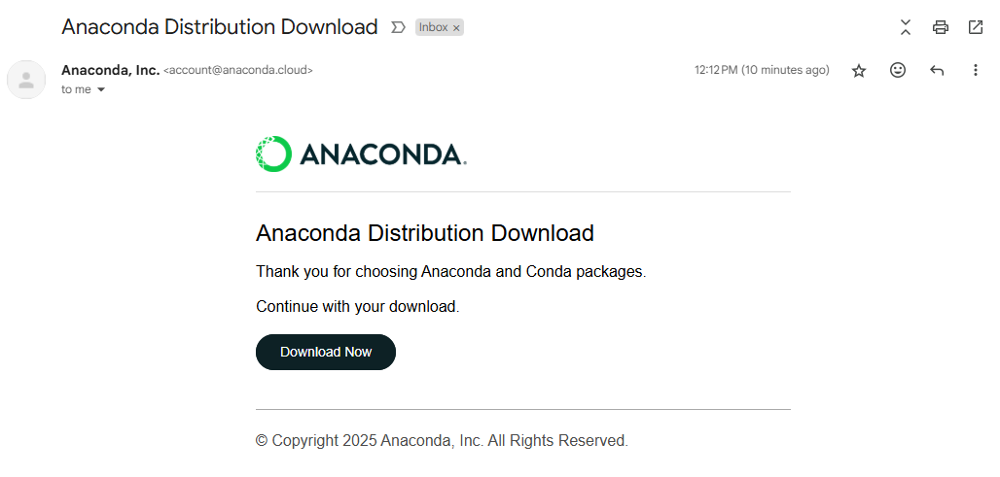 Anaconda Distribution Download Inbox ×
Anaconda, Inc. <account@anaconda.cloud> 12:12 PM (10 minutes ago)
to me
ANACONDA.
Anaconda Distribution Download
Thank you for choosing Anaconda and Conda packages.
Continue with your download.
Download Now
© Copyright 2025 Anaconda, Inc. All Rights Reserved.